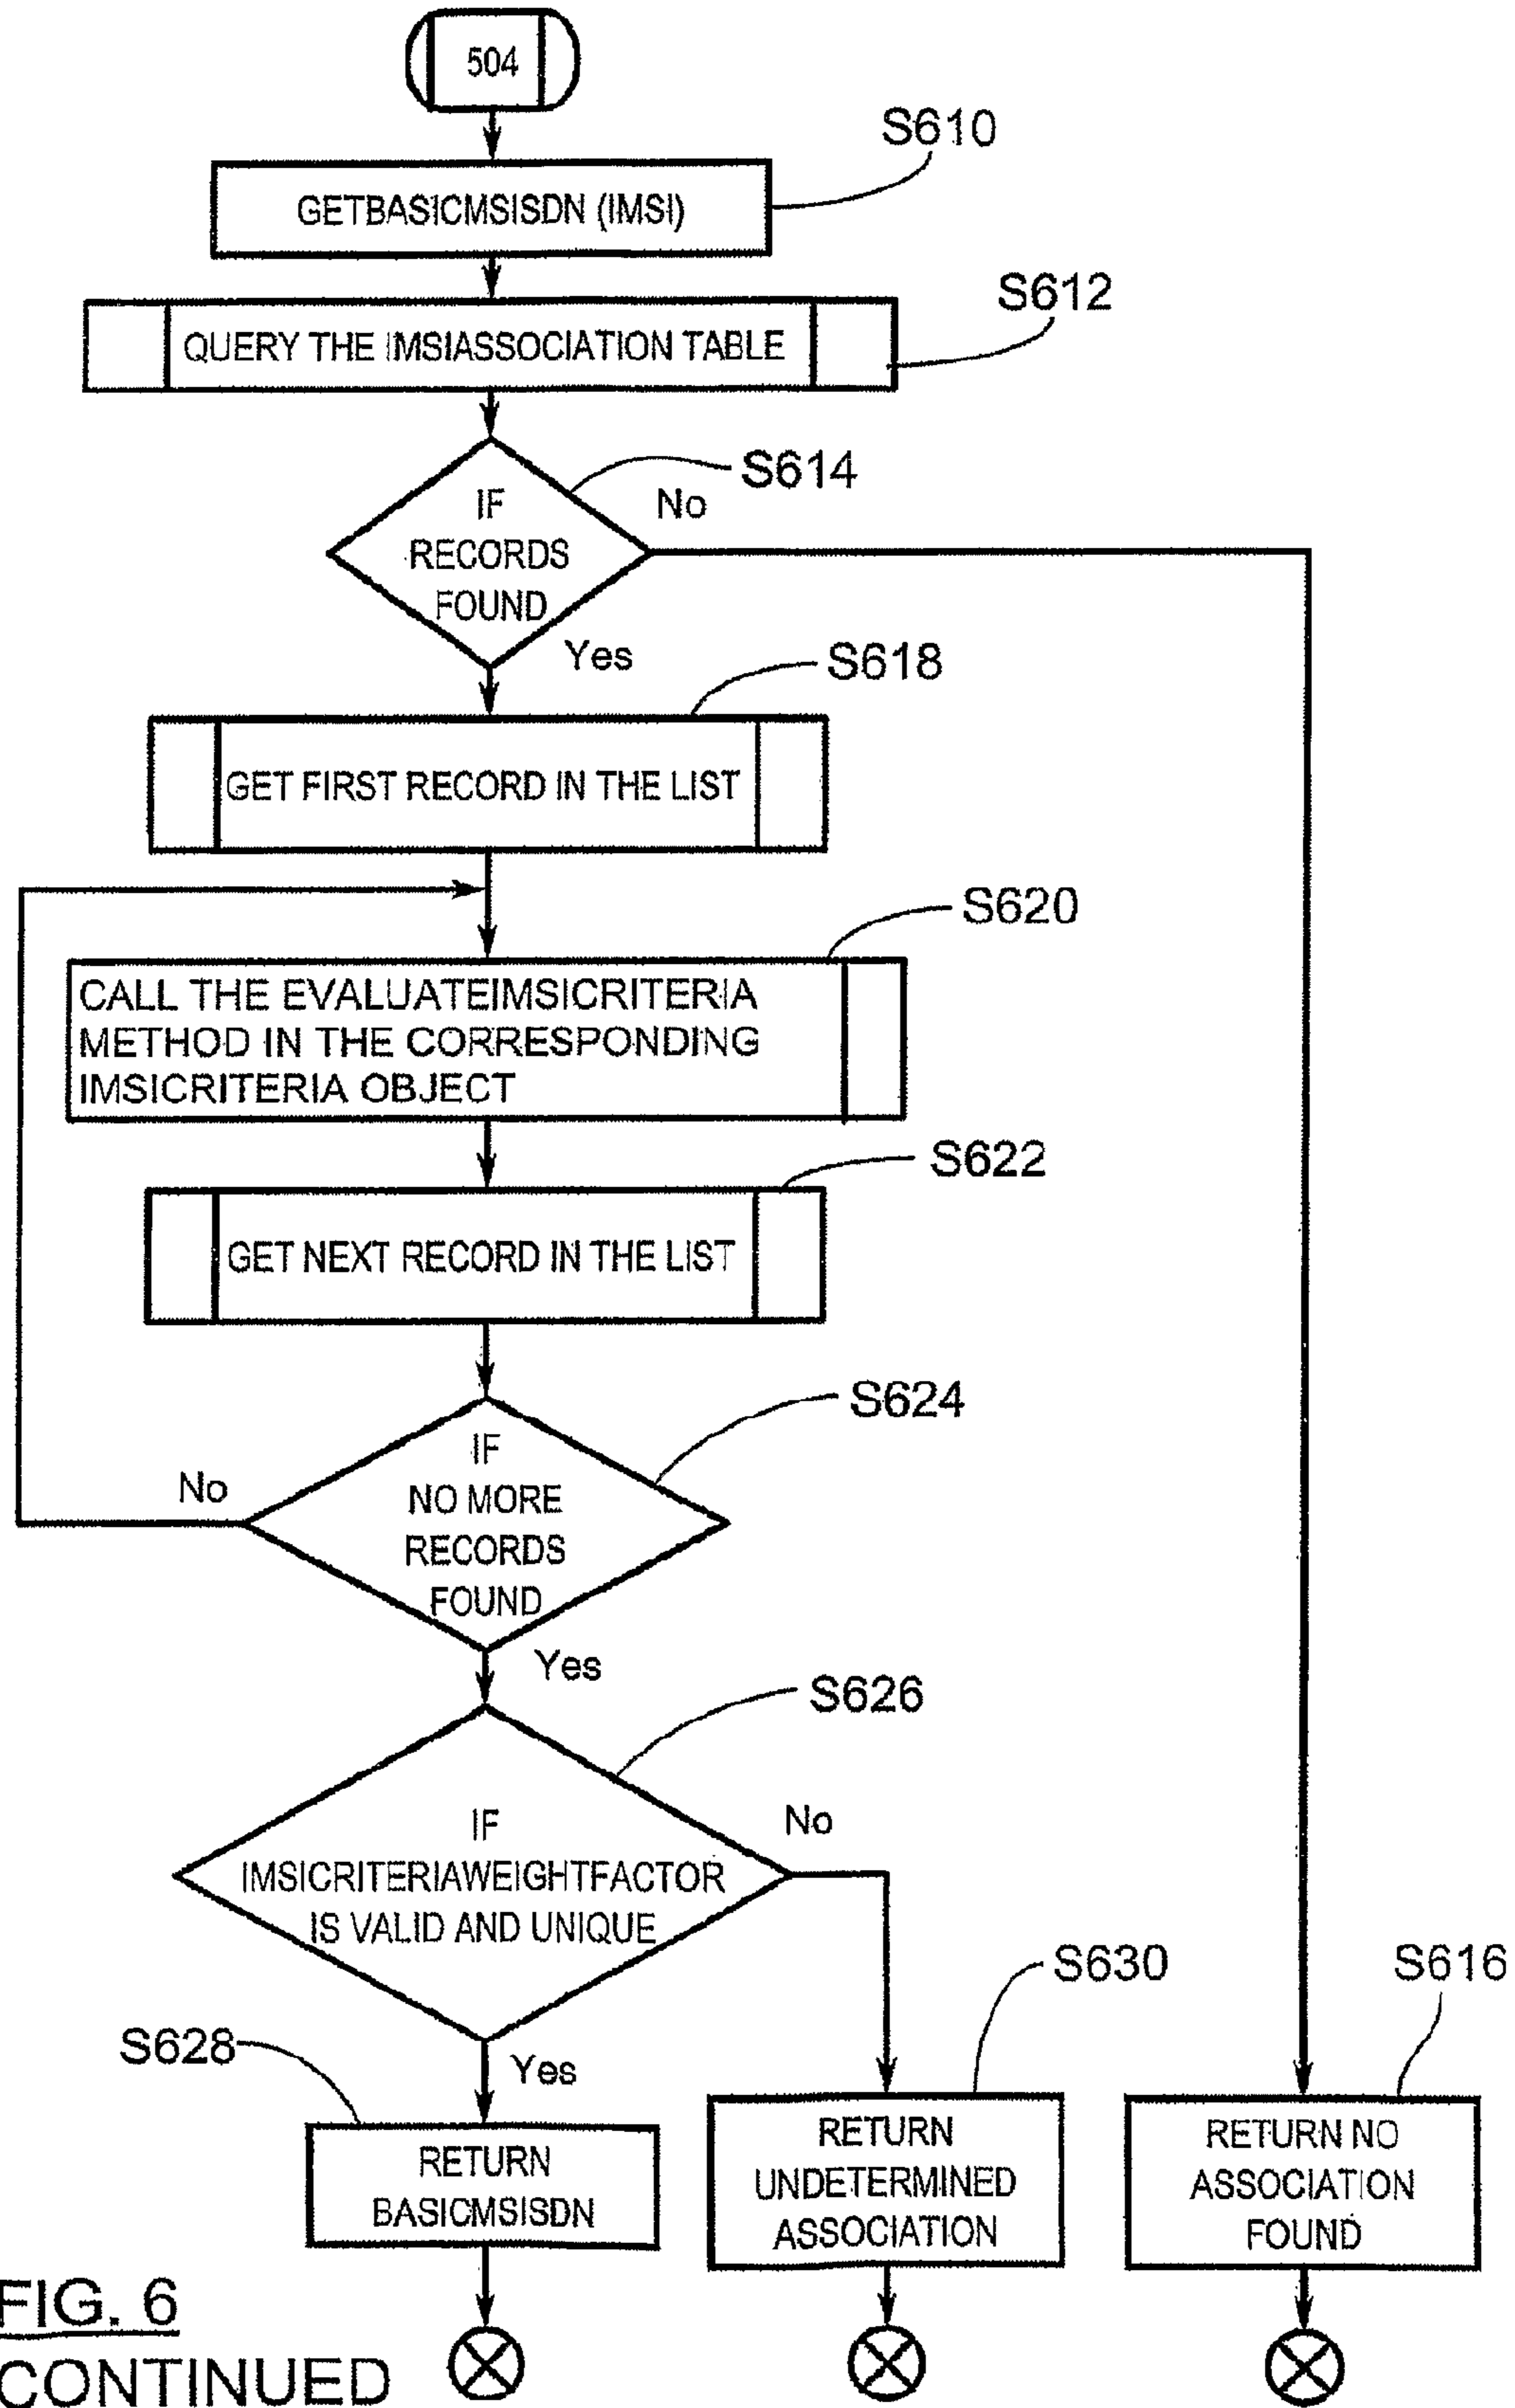 504
S610
GETBASICMSISDN (IMSI)
S612
QUERY THE IMSIASSOCIATION TABLE
S614
IF
RECORDS
FOUND
No
Yes
S618
GET FIRST RECORD IN THE LIST
S620
CALL THE EVALUATEIMSICRITERIA
METHOD IN THE CORRESPONDING
IMSICRITERIA OBJECT
S622
GET NEXT RECORD IN THE LIST
S624
IF
NO MORE
RECORDS
FOUND
No
Yes
S626
IF
IMSICRITERIAWEIGHTFACTOR
IS VALID AND UNIQUE
No
Yes
S628
RETURN
BASICMSISDN
S630
RETURN
UNDETERMINED
ASSOCIATION
S616
RETURN NO
ASSOCIATION
FOUND
FIG. 6
CONTINUED